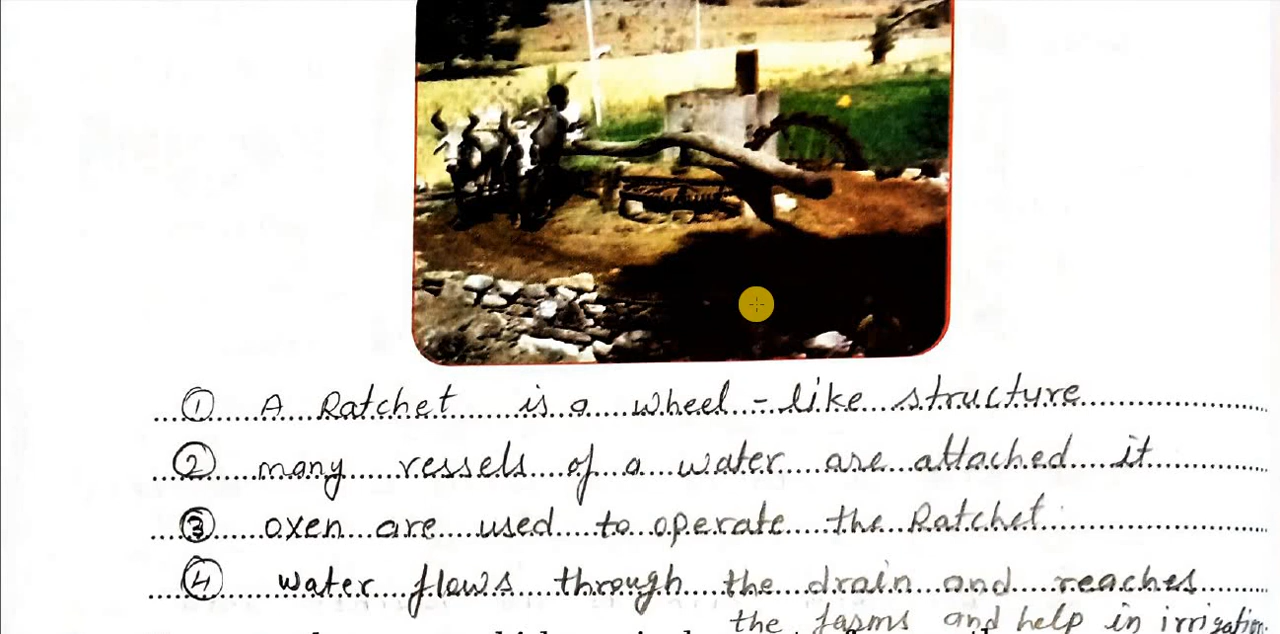 ① A Ratchet is a wheel - like structure
② many vessels of a water are attached it
③ oxen are used to operate the Ratchet
④ water flows through the drain and reaches
the farms and help in irrigation.